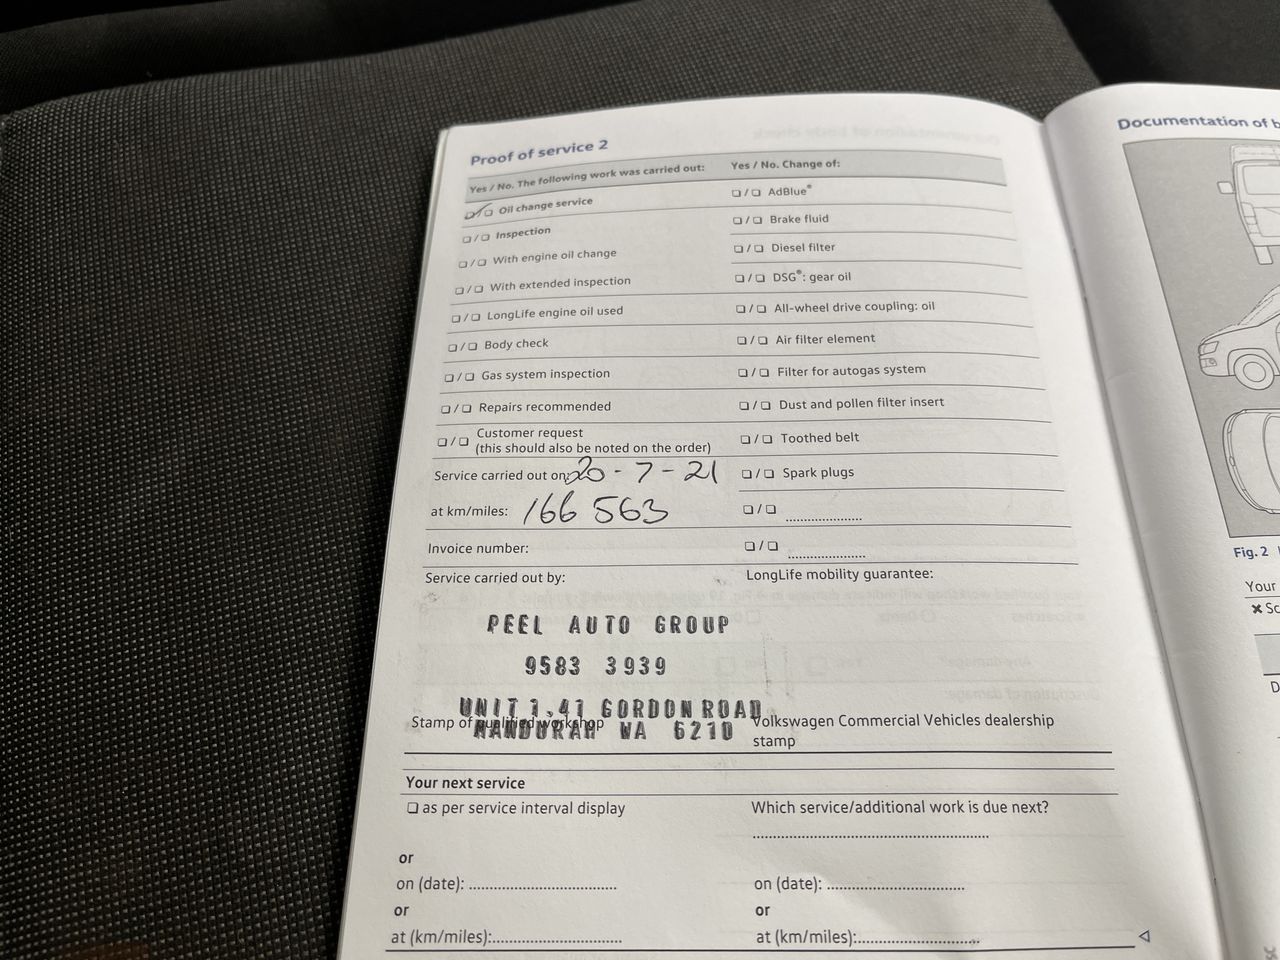 Proof of service 2
Yes / No. The following work was carried out:
☑/❏ Oil change service
❏/❏ Inspection
❏/❏ With engine oil change
❏/❏ With extended inspection
❏/❏ LongLife engine oil used
❏/❏ Body check
❏/❏ Gas system inspection
❏/❏ Repairs recommended
❏/❏ Customer request
(this should also be noted on the order)
Service carried out on: 20-7-21
at km/miles: 166 563
Invoice number:
Service carried out by:
PEEL AUTO GROUP
9583 3939
UNIT 1,41 GORDON ROAD
MANDURAH WA 6210
Stamp of qualified workshop
Yes / No. Change of:
❏/❏ AdBlue®
❏/❏ Brake fluid
❏/❏ Diesel filter
❏/❏ DSG®: gear oil
❏/❏ All-wheel drive coupling: oil
❏/❏ Air filter element
❏/❏ Filter for autogas system
❏/❏ Dust and pollen filter insert
❏/❏ Toothed belt
❏/❏ Spark plugs
❏/❏ ....................
❏/❏ ....................
LongLife mobility guarantee:
Volkswagen Commercial Vehicles dealership
stamp
Your next service
❏ as per service interval display
or
on (date): ....................
or
at (km/miles):....................
Which service/additional work is due next?
....................
on (date): ....................
or
at (km/miles):....................
Documentation of b
Fig. 2
Your
✖ Sc
D